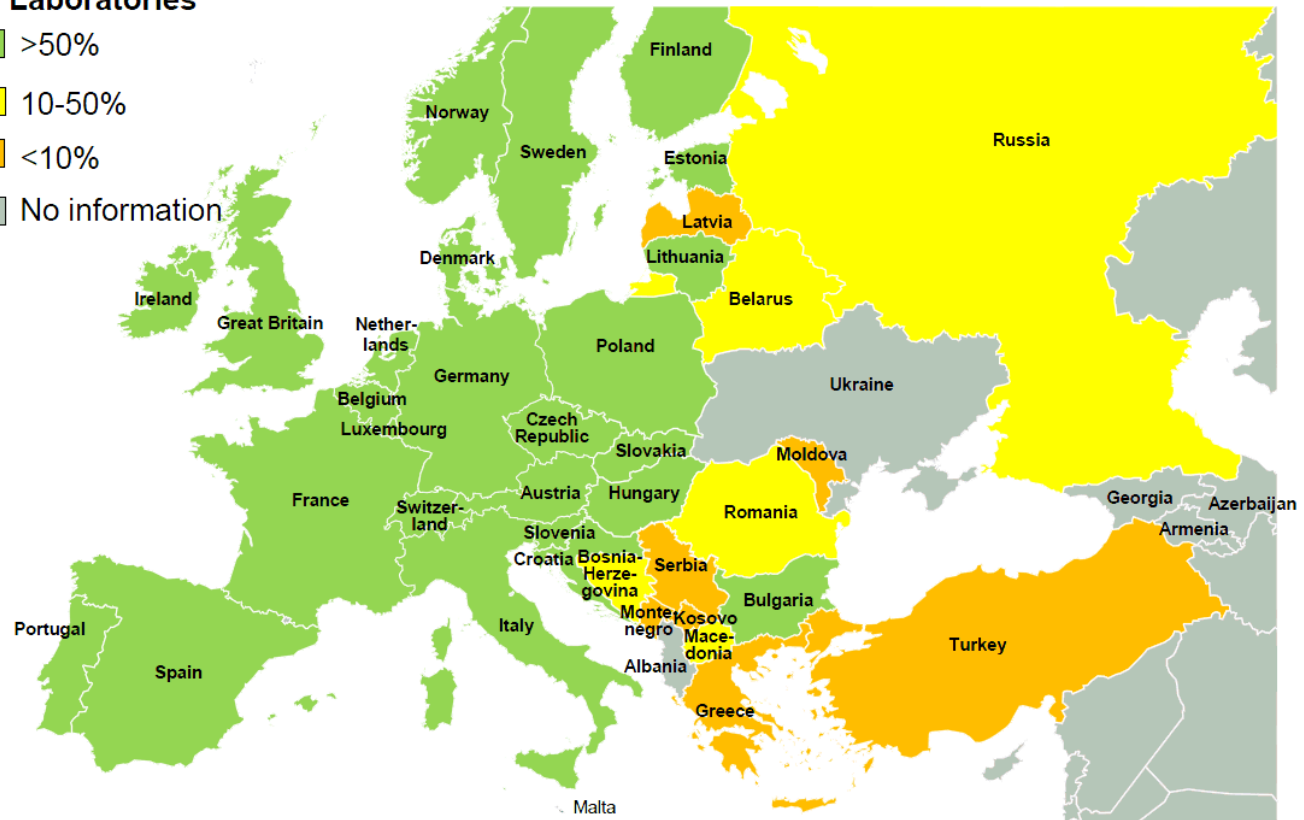 Laboratories
>50%
10-50%
<10%
No information
Finland
Norway
Sweden
Russia
Estonia
Latvia
Lithuania
Denmark
Ireland
Great Britain
Nether-
lands
Belarus
Poland
Germany
Ukraine
Belgium
Luxembourg
Czech
Republic
Slovakia
Moldova
France
Switzer-
land
Austria
Hungary
Romania
Georgia
Azerbaijan
Armenia
Slovenia
Croatia
Bosnia-
Herze-
govina
Serbia
Bulgaria
Monte-
negro
Kosovo
Mace-
donia
Portugal
Spain
Italy
Albania
Turkey
Greece
Malta